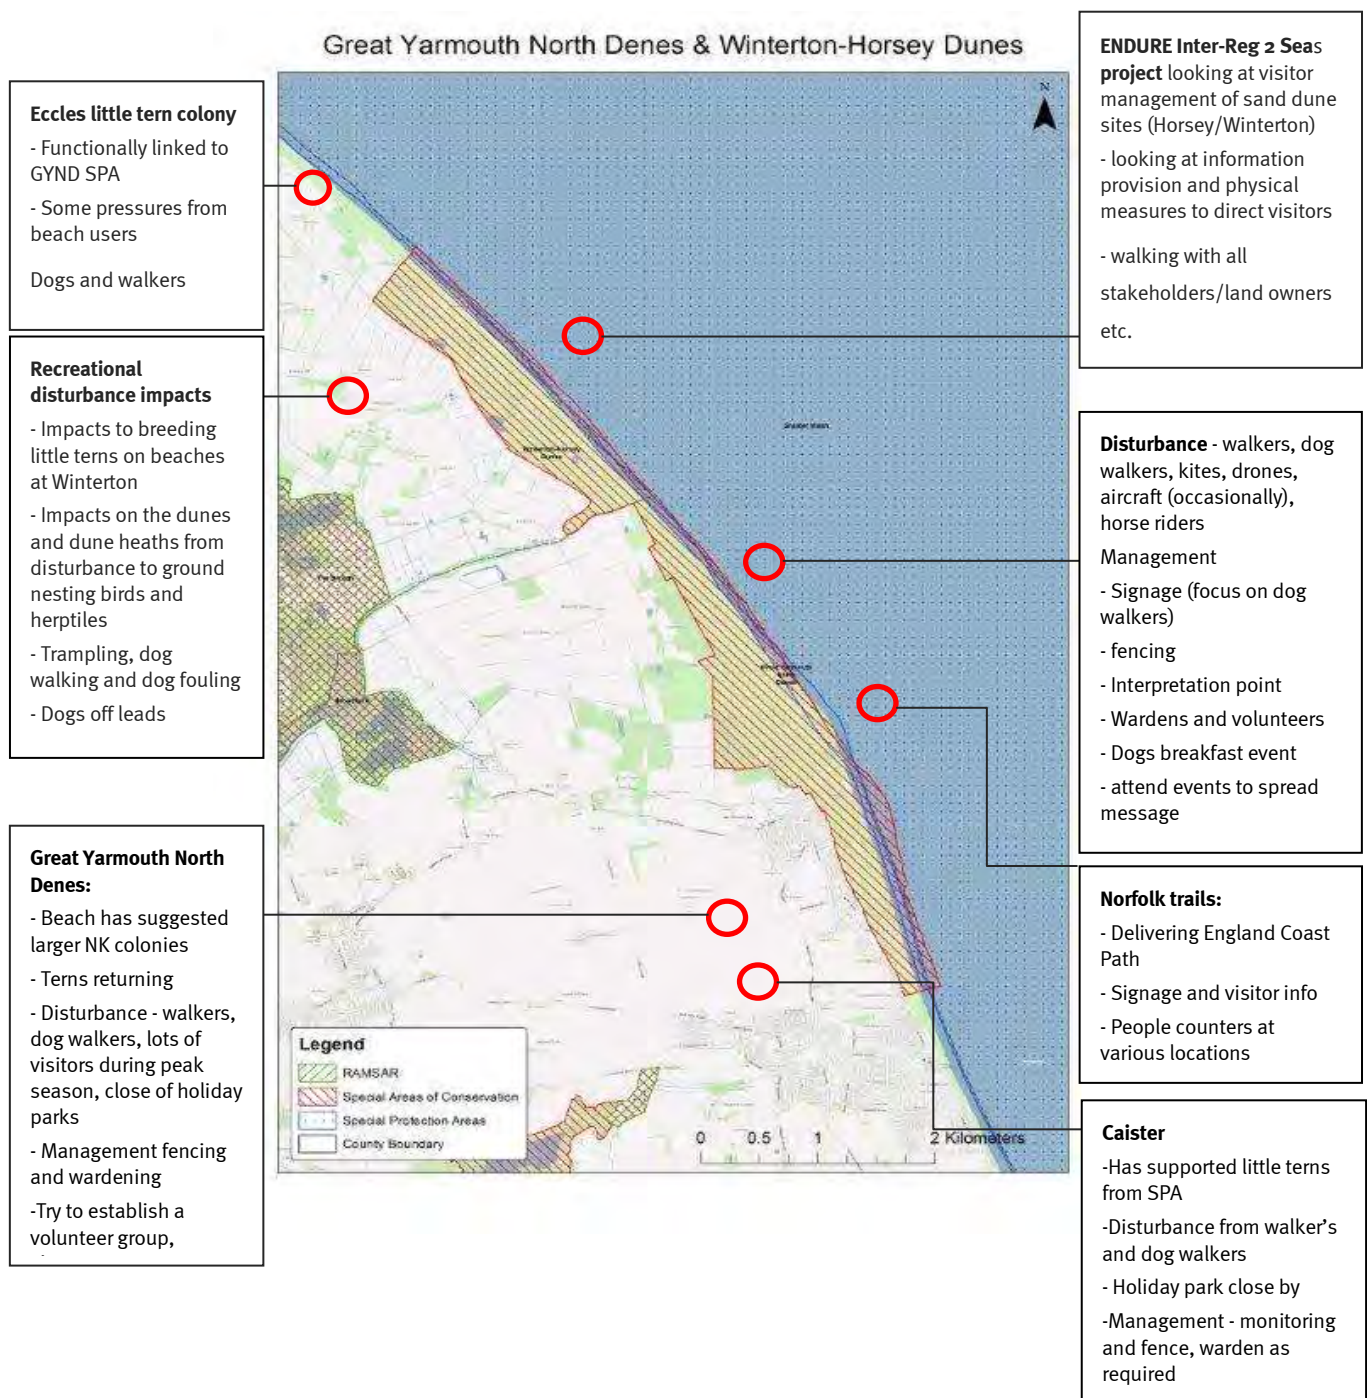 Great Yarmouth North Denes & Winterton-Horsey Dunes
Eccles little tern colony
- Functionally linked to
GYND SPA
- Some pressures from
beach users
Dogs and walkers
Recreational
disturbance impacts
- Impacts to breeding
little terns on beaches
at Winterton
- Impacts on the dunes
and dune heaths from
disturbance to ground
nesting birds and
herptiles
- Trampling, dog
walking and dog fouling
- Dogs off leads
Great Yarmouth North
Denes:
- Beach has suggested
larger NK colonies
- Terns returning
- Disturbance - walkers,
dog walkers, lots of
visitors during peak
season, close of holiday
parks
- Management fencing
and wardening
-Try to establish a
volunteer group,
N
Winterton-Horsey
Dunes
Legend
RAMSAR
Special Areas of Conservation
Special Protection Areas
County Boundary
0 0.5 1 2 Kilometers
ENDURE Inter-Reg 2 Seas
project looking at visitor
management of sand dune
sites (Horsey/Winterton)
- looking at information
provision and physical
measures to direct visitors
- walking with all
stakeholders/land owners
etc.
Disturbance - walkers, dog
walkers, kites, drones,
aircraft (occasionally),
horse riders
Management
- Signage (focus on dog
walkers)
- fencing
- Interpretation point
- Wardens and volunteers
- Dogs breakfast event
- attend events to spread
message
Norfolk trails:
- Delivering England Coast
Path
- Signage and visitor info
- People counters at
various locations
Caister
-Has supported little terns
from SPA
-Disturbance from walker's
and dog walkers
- Holiday park close by
-Management - monitoring
and fence, warden as
required